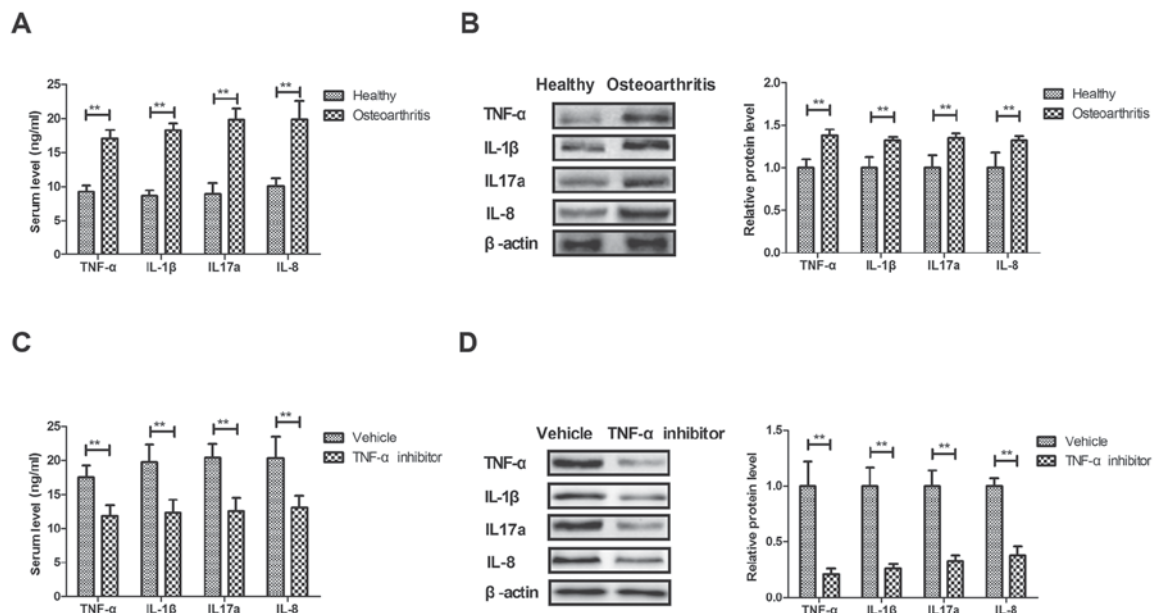 A
Serum level (ng/ml)
25
20
15
10
5
0
** ** ** **
TNF-α IL-1β IL17a IL-8
Healthy
Osteoarthritis
B
Healthy Osteoarthritis
TNF-α
IL-1β
IL17a
IL-8
β-actin
Relative protein level
2.0
1.5
1.0
0.5
0.0
** ** ** **
TNF-α IL-1β IL17a IL-8
Healthy
Osteoarthritis
C
Serum level (ng/ml)
25
20
15
10
5
0
** ** ** **
TNF-α IL-1β IL17a IL-8
Vehicle
TNF-α inhibitor
D
Vehicle TNF-α inhibitor
TNF-α
IL-1β
IL17a
IL-8
β-actin
Relative protein level
1.5
1.0
0.5
0.0
** ** ** **
TNF-α IL-1β IL17a IL-8
Vehicle
TNF-α inhibitor